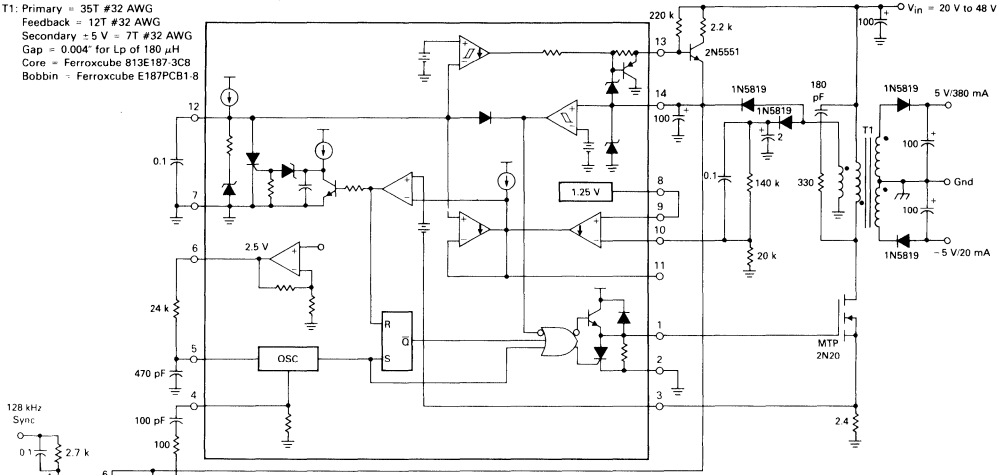 T1: Primary = 35T #32 AWG
Feedback = 12T #32 AWG
Secondary ± 5 V = 7T #32 AWG
Gap = 0.004" for Lp of 180 μH
Core = Ferroxcube 813E187-3C8
Bobbin = Ferroxcube E187PCB1-8
220 k
2.2 k
100
+
Vin = 20 V to 48 V
13
2N5551
12
14
100
+
1N5819
1N5819
+
2
180
pF
1N5819
5 V/380 mA
T1
100
+
0.1
0.1
140 k
330
Gnd
1.25 V
8
9
10
7
100
+
6
2.5 V
20 k
1N5819
−5 V/20 mA
11
24 k
R
Q
S
1
MTP
2N20
5
OSC
2
470 pF
4
3
100 pF
2.4
128 kHz
Sync
100
0.1
2.7 k
6